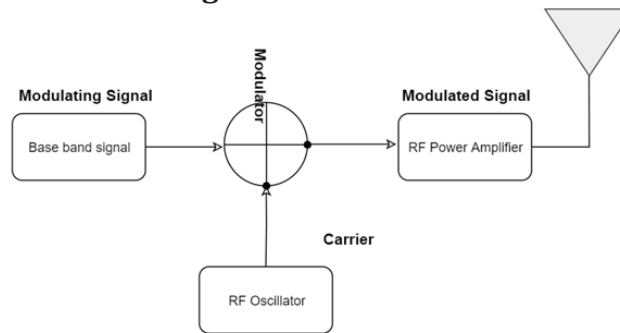 Modulator
Modulating Signal
Modulated Signal
Base band signal
RF Power Amplifier
Carrier
RF Oscillator